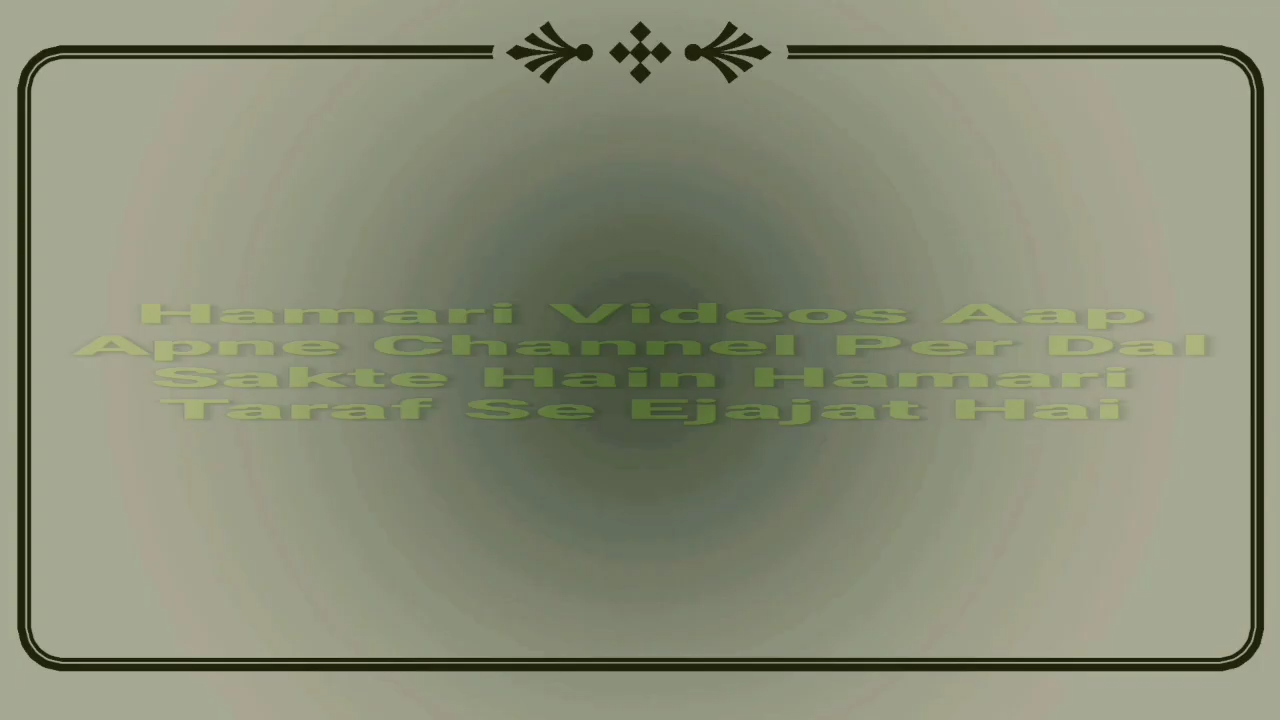 Hamari Videos Aap
Apne Channel Per Dal
Sakte Hain Hamari
Taraf Se Ejajat Hai